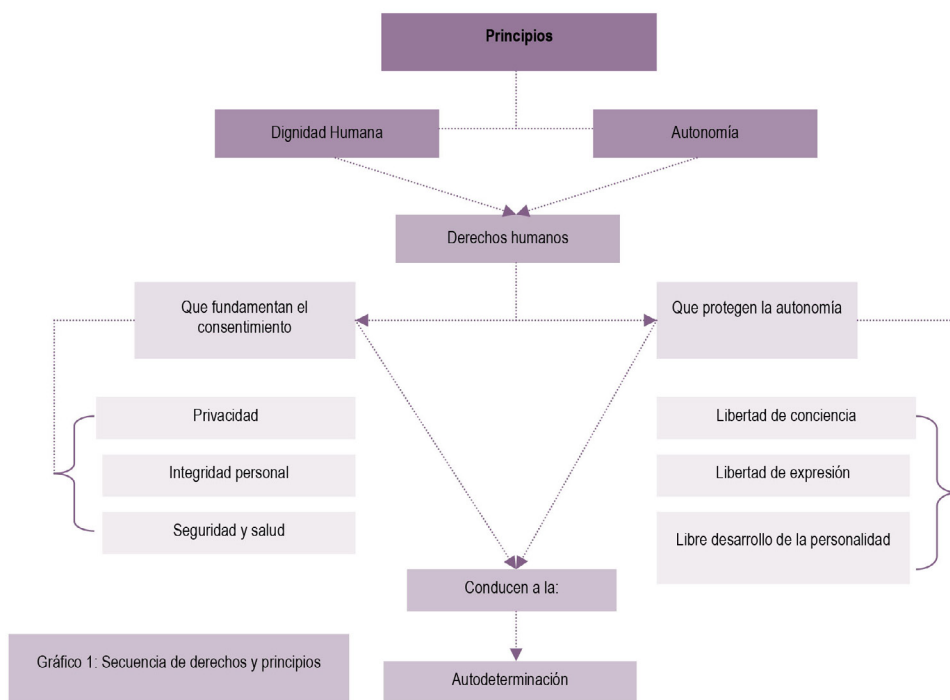 Principios
Dignidad Humana
Autonomía
Derechos humanos
Que fundamentan el
consentimiento
Que protegen la autonomía
Privacidad
Integridad personal
Seguridad y salud
Libertad de conciencia
Libertad de expresión
Libre desarrollo de la personalidad
Conducen a la:
Autodeterminación
Gráfico 1: Secuencia de derechos y principios